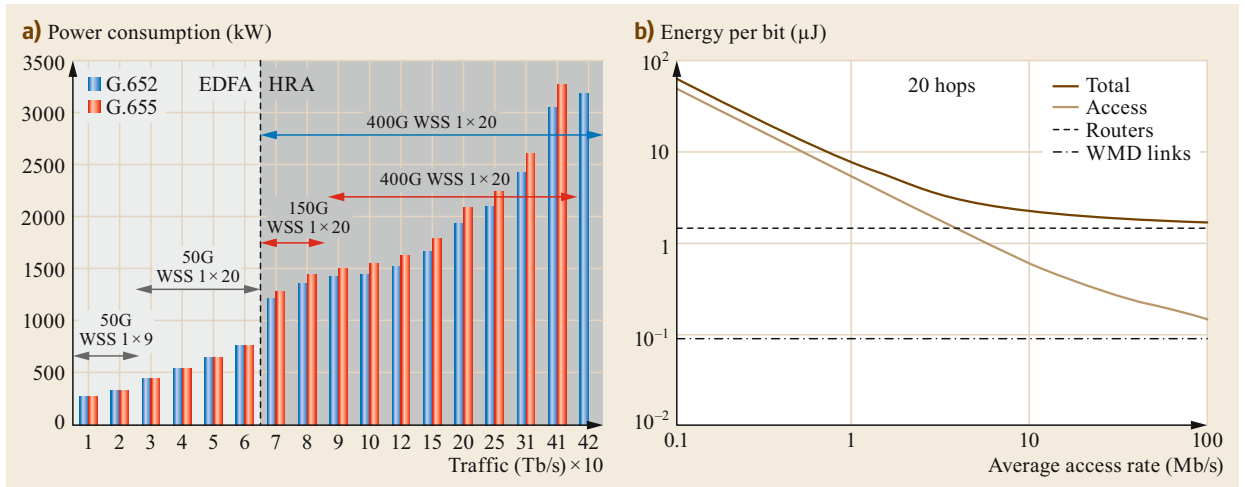 a) Power consumption (kW)
3500
3000
2500
2000
1500
1000
500
0
G.652
G.655
EDFA
HRA
400G WSS 1×20
400G WSS 1×20
150G
WSS 1×20
50G
WSS 1×20
50G
WSS 1×9
1 2 3 4 5 6 7 8 9 10 12 15 20 25 31 41 42
Traffic (Tb/s) ×10
b) Energy per bit (μJ)
10²
10
1
10⁻¹
10⁻²
20 hops
Total
Access
Routers
WMD links
0.1 1 10 100
Average access rate (Mb/s)